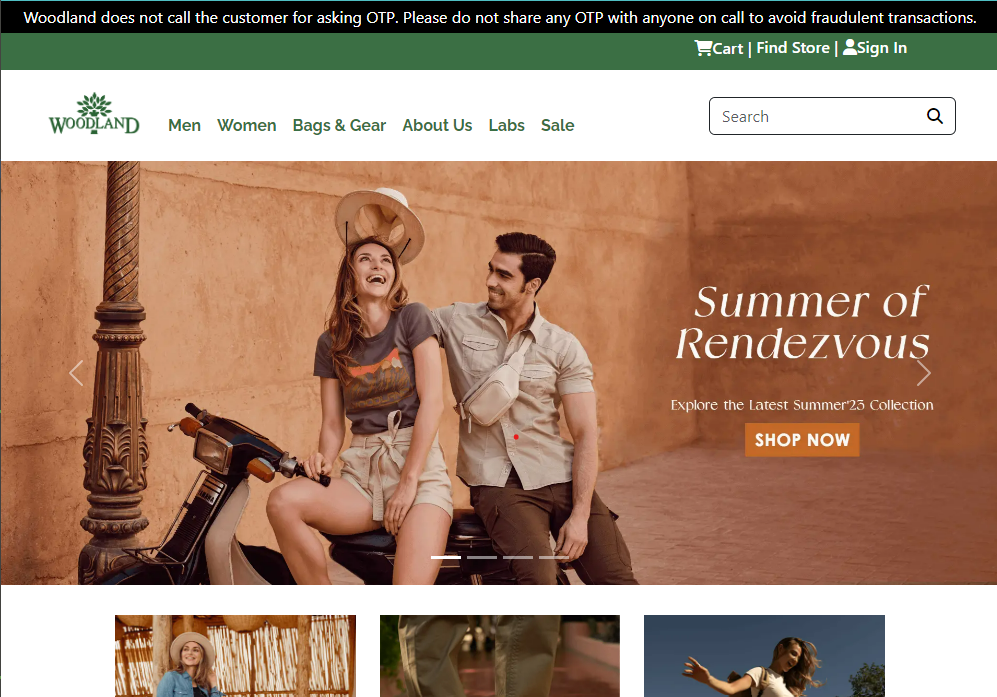 Woodland does not call the customer for asking OTP. Please do not share any OTP with anyone on call to avoid fraudulent transactions.
Cart | Find Store | Sign In
WOODLAND
Men Women Bags & Gear About Us Labs Sale
Search
Summer of
Rendezvous
Explore the Latest Summer'23 Collection
SHOP NOW